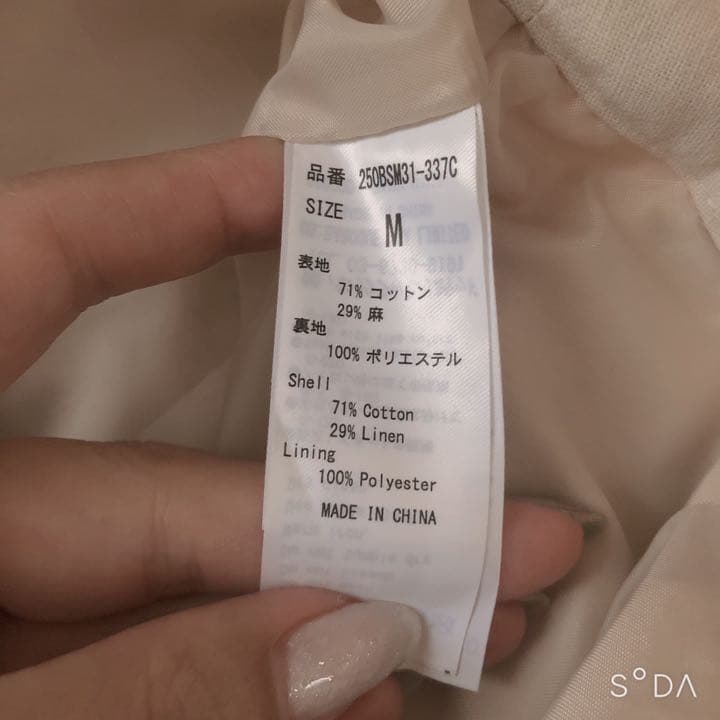 品番 250BSM31-337C
SIZE M
表地
71% コットン
29% 麻
裏地
100% ポリエステル
Shell
71% Cotton
29% Linen
Lining
100% Polyester
MADE IN CHINA
S°DA